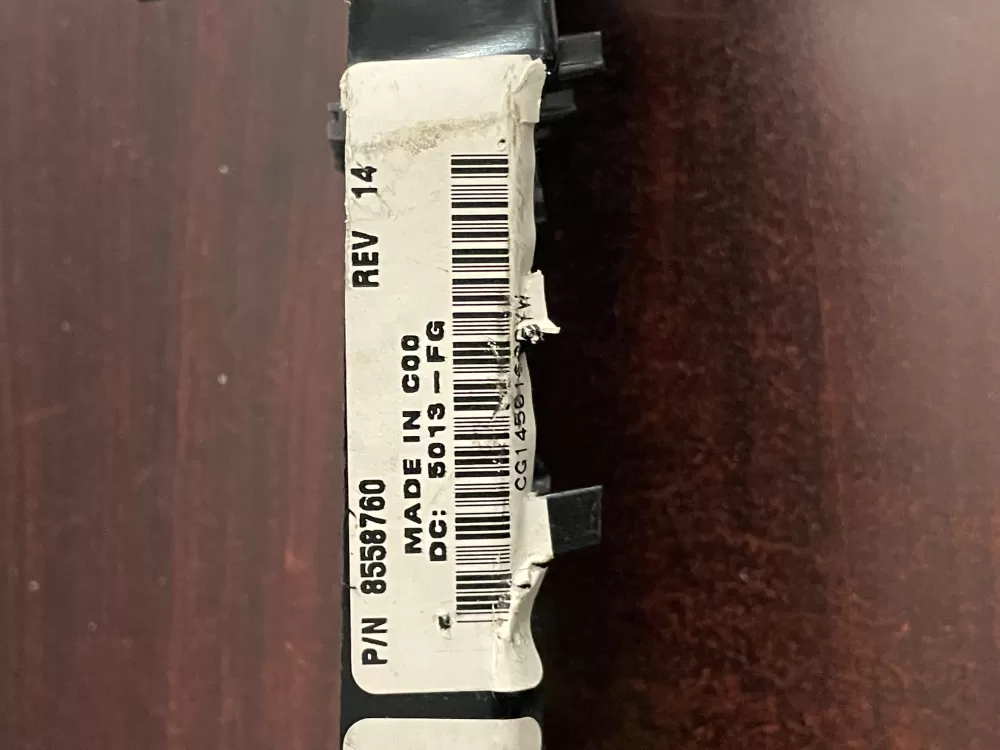 P/N 8558760 REV 14
MADE IN C00
DC: 5013-FG